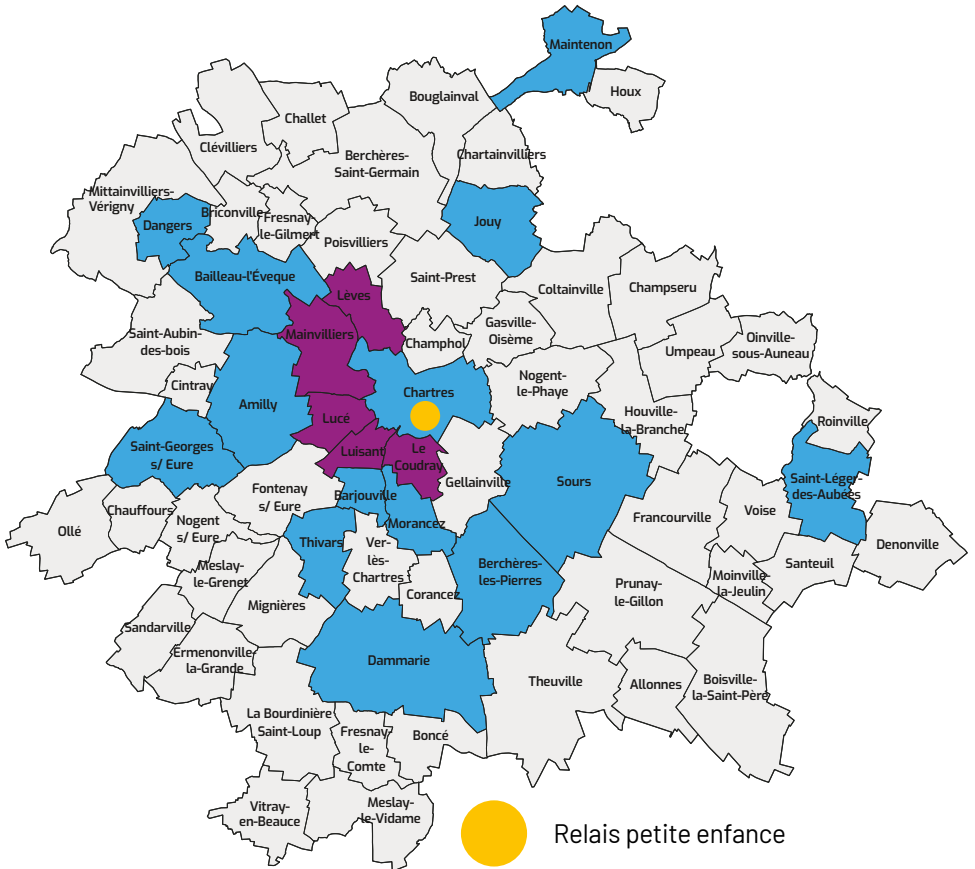 Maintenon
Houx
Bouglainval
Challet
Clévilliers
Chartainvilliers
Berchères-
Saint-Germain
Mittainvilliers-
Vérigny
Briconville
Fresnay-
le-Gilmert
Dangers
Jouy
Poisvilliers
Bailleau-l'Éveque
Saint-Prest
Coltainville
Champseru
Lèves
Mainvilliers
Saint-Aubin-
des-bois
Champhol
Gasville-
Oisème
Oinville-
sous-Auneau
Umpeau
Cintray
Amilly
Chartres
Nogent-
le-Phaye
Lucé
Houville-
la-Branche
Roinville
Saint-Georges
s/ Eure
Luisant
Le
Coudray
Gellainville
Sours
Saint-Léger-
des-Aubées
Fontenay
s/ Eure
Barjouville
Chauffours
Ollé
Nogent
s/ Eure
Morancez
Francourville
Voise
Denonville
Thivars
Ver-
lès-
Chartres
Berchères-
les-Pierres
Santeuil
Meslay-
le-Grenet
Corancez
Prunay-
le-Gillon
Moinville-
la-Jeulin
Mignières
Sandarville
Ermenonville-
la-Grande
Dammarie
Theuville
Allonnes
Boisville-
la-Saint-Père
La Bourdinière
Saint-Loup
Fresnay-
le-
Comte
Boncé
Vitray-
en-Beauce
Meslay-
le-Vidame
Relais petite enfance